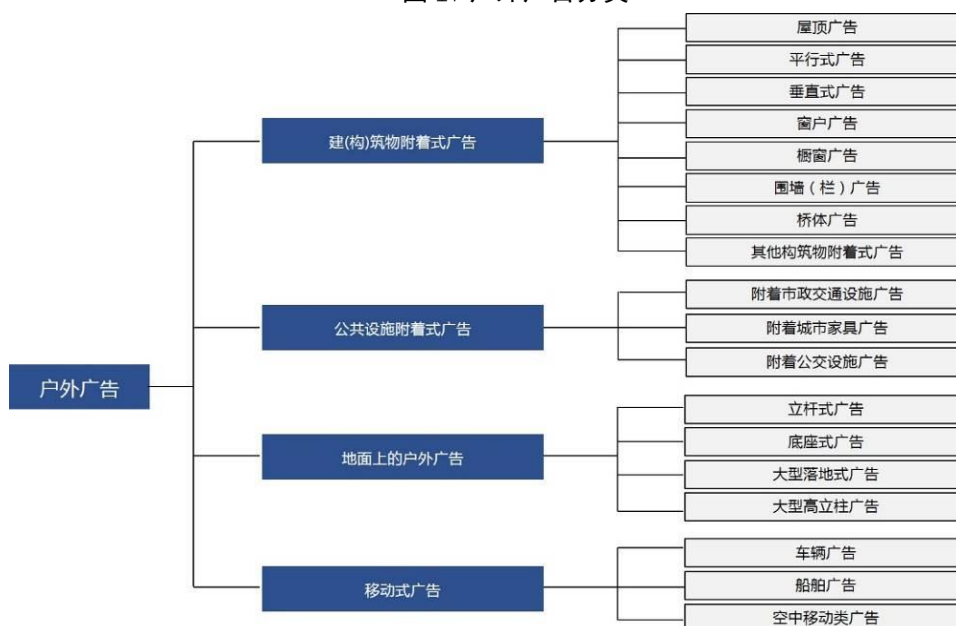 屋顶广告
平行式广告
垂直式广告
建(构)筑物附着式广告
窗户广告
橱窗广告
围墙（栏）广告
桥体广告
其他构筑物附着式广告
附着市政交通设施广告
公共设施附着式广告
附着城市家具广告
附着公交设施广告
户外广告
立杆式广告
底座式广告
地面上的户外广告
大型落地式广告
大型高立柱广告
车辆广告
移动式广告
船舶广告
空中移动类广告